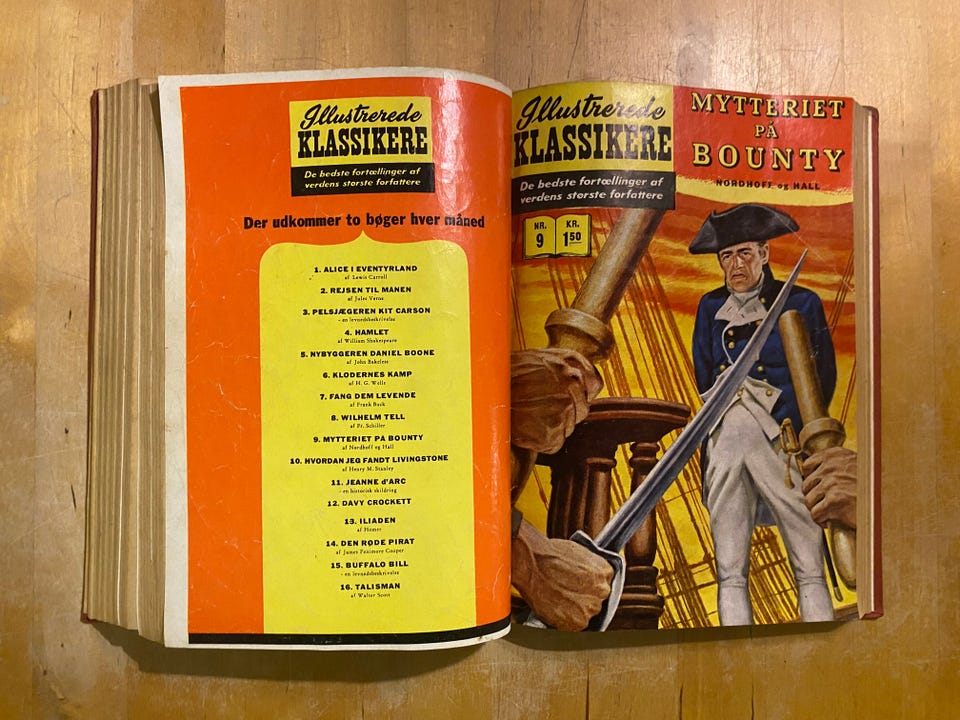 Illustrerede
KLASSIKERE
De bedste fortællinger af
verdens største forfattere
Der udkommer to bøger hver måned
1. ALICE I EVENTYRLAND
af Lewis Carroll
2. REJSEN TIL MÅNEN
af Jules Verne
3. PELSJÆGEREN KIT CARSON
- en levnedsbeskrivelse
4. HAMLET
af William Shakespeare
5. NYBYGGEREN DANIEL BOONE
af John Bakeless
6. KLODERNES KAMP
af H. G. Wells
7. FANG DEM LEVENDE
af Frank Buck
8. WILHELM TELL
af Fr. Schiller
9. MYTTERIET PÅ BOUNTY
af Nordhoff og Hall
10. HVORDAN JEG FANDT LIVINGSTONE
af Henry M. Stanley
11. JEANNE d'ARC
- en historisk skildring
12. DAVY CROCKETT
13. ILIADEN
af Homer
14. DEN RØDE PIRAT
af James Fenimore Cooper
15. BUFFALO BILL
- en levnedsbeskrivelse
16. TALISMAN
af Walter Scott
Illustrerede
KLASSIKERE
De bedste fortællinger af
verdens største forfattere
NR.
9
KR.
1 50
MYTTERIET
PÅ
BOUNTY
NORDHOFF og HALL